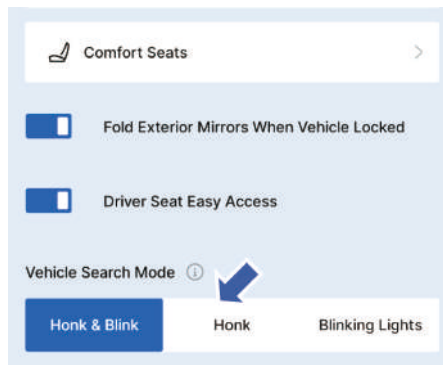 Comfort Seats
Fold Exterior Mirrors When Vehicle Locked
Driver Seat Easy Access
Vehicle Search Mode
Honk & Blink Honk Blinking Lights